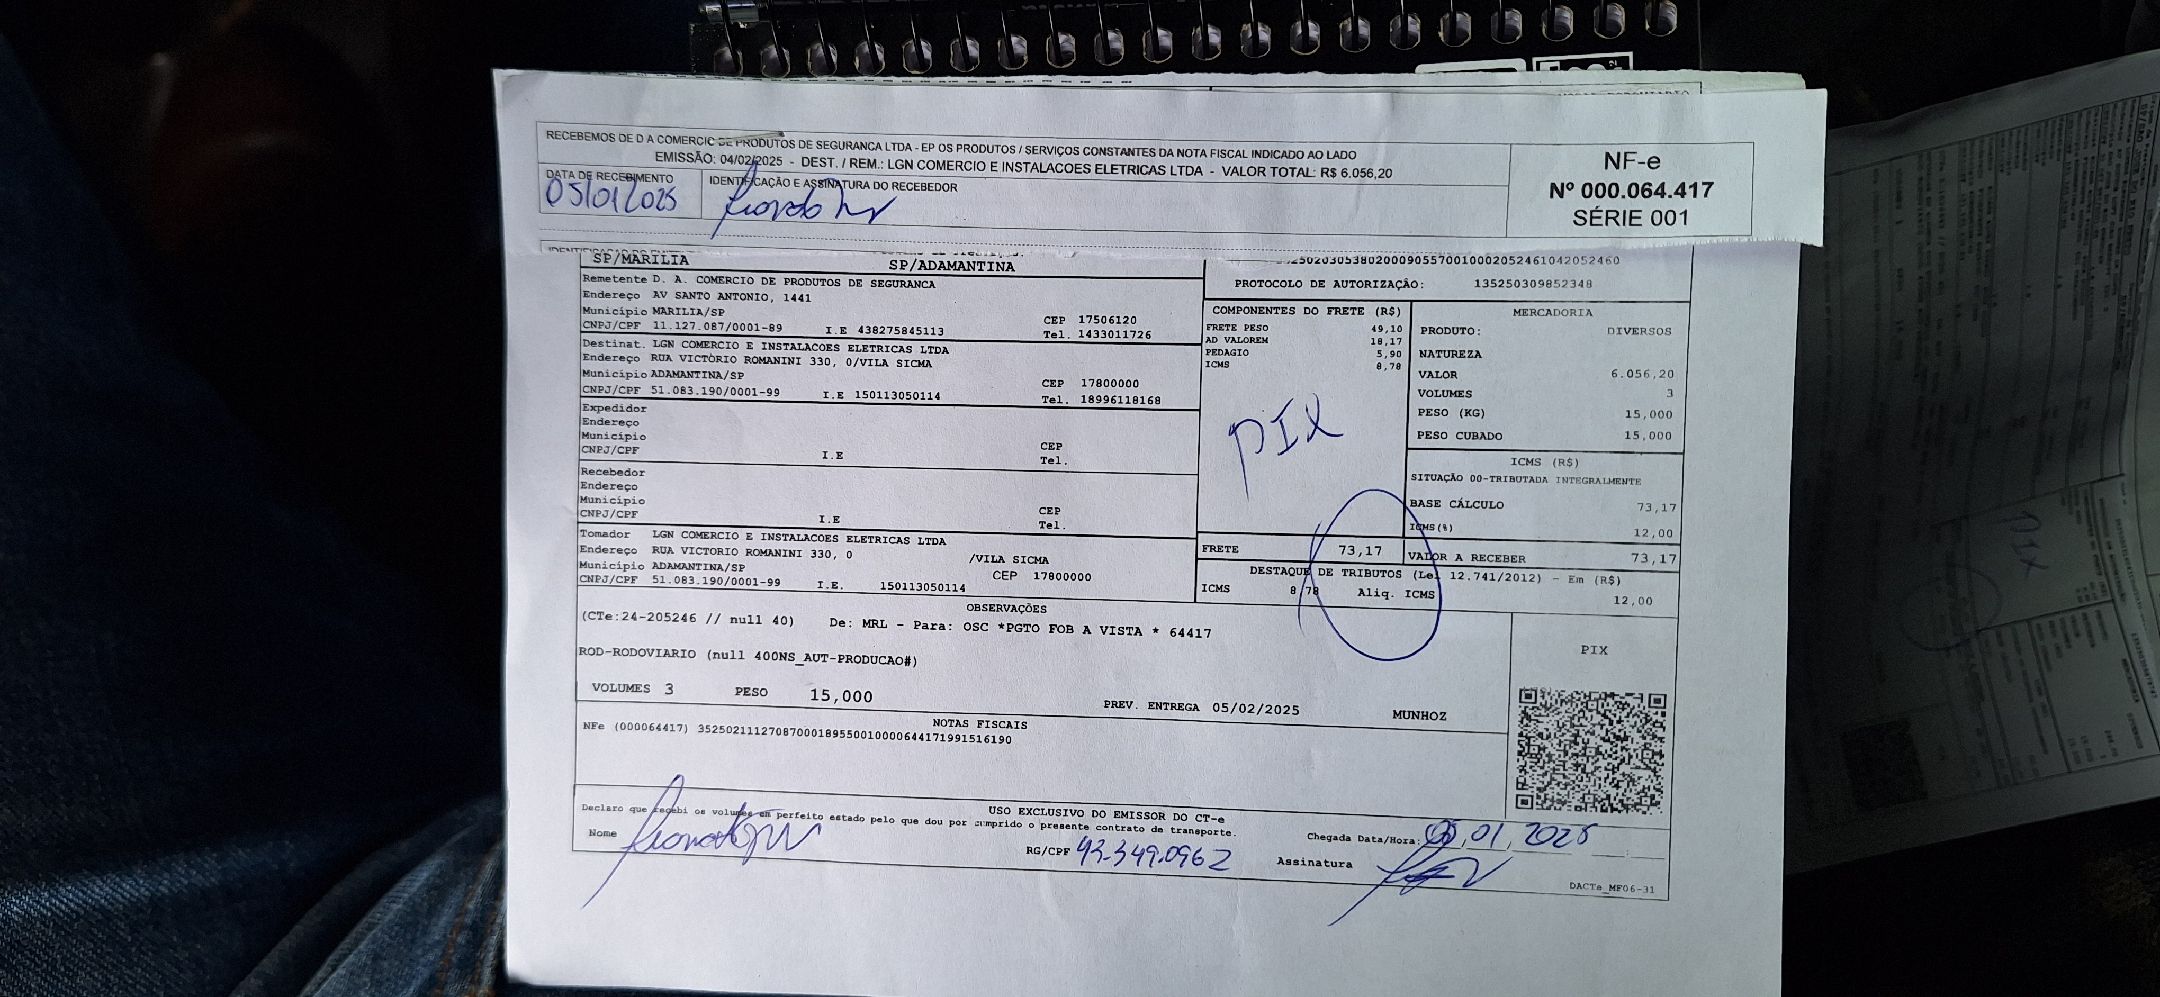 RECEBEMOS DE D A COMERCIO DE PRODUTOS DE SEGURANCA LTDA - EP OS PRODUTOS / SERVIÇOS CONSTANTES DA NOTA FISCAL INDICADO AO LADO
EMISSÃO: 04/02/2025 - DEST. / REM.: LGN COMERCIO E INSTALACOES ELETRICAS LTDA - VALOR TOTAL: R$ 6.056,20
DATA DE RECEBIMENTO
05/01/2025
IDENTIFICAÇÃO E ASSINATURA DO RECEBEDOR
NF-e
Nº 000.064.417
SÉRIE 001
SP/MARILIA SP/ADAMANTINA
Remetente D. A. COMERCIO DE PRODUTOS DE SEGURANCA
Endereço AV SANTO ANTONIO, 1441
Município MARILIA/SP CEP 17506120
CNPJ/CPF 11.127.087/0001-89 I.E 438275845113 Tel. 1433011726
Destinat. LGN COMERCIO E INSTALACOES ELETRICAS LTDA
Endereço RUA VICTÓRIO ROMANINI 330, 0/VILA SICMA
Município ADAMANTINA/SP CEP 17800000
CNPJ/CPF 51.083.190/0001-99 I.E 150113050114 Tel. 18996118168
Expedidor
Endereço
Município CEP
CNPJ/CPF I.E Tel.
Recebedor
Endereço
Município CEP
CNPJ/CPF I.E Tel.
Tomador LGN COMERCIO E INSTALACOES ELETRICAS LTDA
Endereço RUA VICTORIO ROMANINI 330, 0 /VILA SICMA
Município ADAMANTINA/SP CEP 17800000
CNPJ/CPF 51.083.190/0001-99 I.E. 150113050114
PROTOCOLO DE AUTORIZAÇÃO: 135250309852348
COMPONENTES DO FRETE (R$)
FRETE PESO 49,10
AD VALOREM 18,17
PEDAGIO 5,90
ICMS 8,78
PIX
FRETE 73,17
MERCADORIA
PRODUTO: DIVERSOS
NATUREZA
VALOR 6.056,20
VOLUMES 3
PESO (KG) 15,000
PESO CUBADO 15,000
ICMS (R$)
SITUAÇÃO 00-TRIBUTADA INTEGRALMENTE
BASE CÁLCULO 73,17
ICMS(%) 12,00
VALOR A RECEBER 73,17
DESTAQUE DE TRIBUTOS (Lei 12.741/2012) - Em (R$)
ICMS 8,78 Aliq. ICMS 12,00
OBSERVAÇÕES
(CTe:24-205246 // null 40) De: MRL - Para: OSC *PGTO FOB A VISTA * 64417
ROD-RODOVIARIO (null 400NS_AUT-PRODUCAO#)
VOLUMES 3 PESO 15,000 PREV. ENTREGA 05/02/2025 MUNHOZ
PIX
NOTAS FISCAIS
NFe (000064417) 35250211127087000189550010000644171991516190
USO EXCLUSIVO DO EMISSOR DO CT-e
Declaro que recebi os volumes em perfeito estado pelo que dou por cumprido o presente contrato de transporte.
Nome RG/CPF 43.349.0962 Chegada Data/Hora: 05,01,2025
Assinatura
DACTe_MF06-31